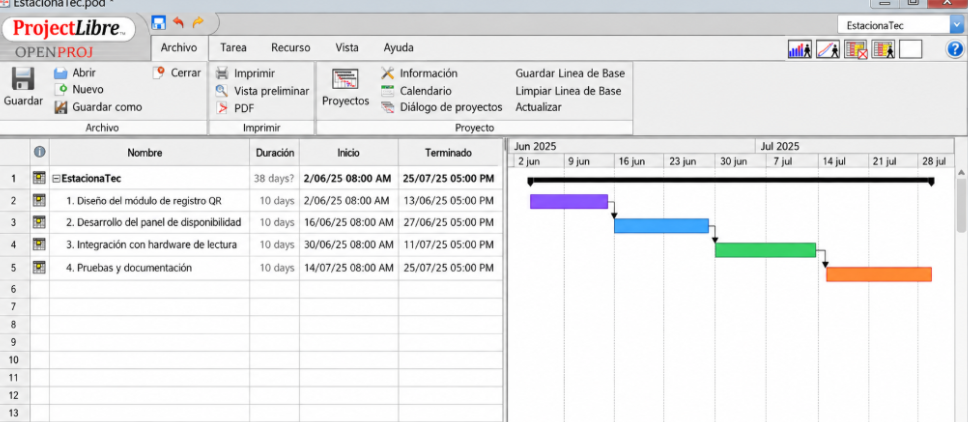 EstacionaTec.pod *
ProjectLibre
OPENPROJ
EstacionaTec
Archivo Tarea Recurso Vista Ayuda
Guardar
Abrir
Nuevo
Guardar como
Cerrar
Archivo
Imprimir
Vista preliminar
PDF
Imprimir
Proyectos
Información
Calendario
Diálogo de proyectos
Guardar Linea de Base
Limpiar Linea de Base
Actualizar
Proyecto
Nombre Duración Inicio Terminado
Jun 2025 Jul 2025
2 jun 9 jun 16 jun 23 jun 30 jun 7 jul 14 jul 21 jul 28 jul
1 EstacionaTec 38 days? 2/06/25 08:00 AM 25/07/25 05:00 PM
2 1. Diseño del módulo de registro QR 10 days 2/06/25 08:00 AM 13/06/25 05:00 PM
3 2. Desarrollo del panel de disponibilidad 10 days 16/06/25 08:00 AM 27/06/25 05:00 PM
4 3. Integración con hardware de lectura 10 days 30/06/25 08:00 AM 11/07/25 05:00 PM
5 4. Pruebas y documentación 10 days 14/07/25 08:00 AM 25/07/25 05:00 PM
6
7
8
9
10
11
12
13